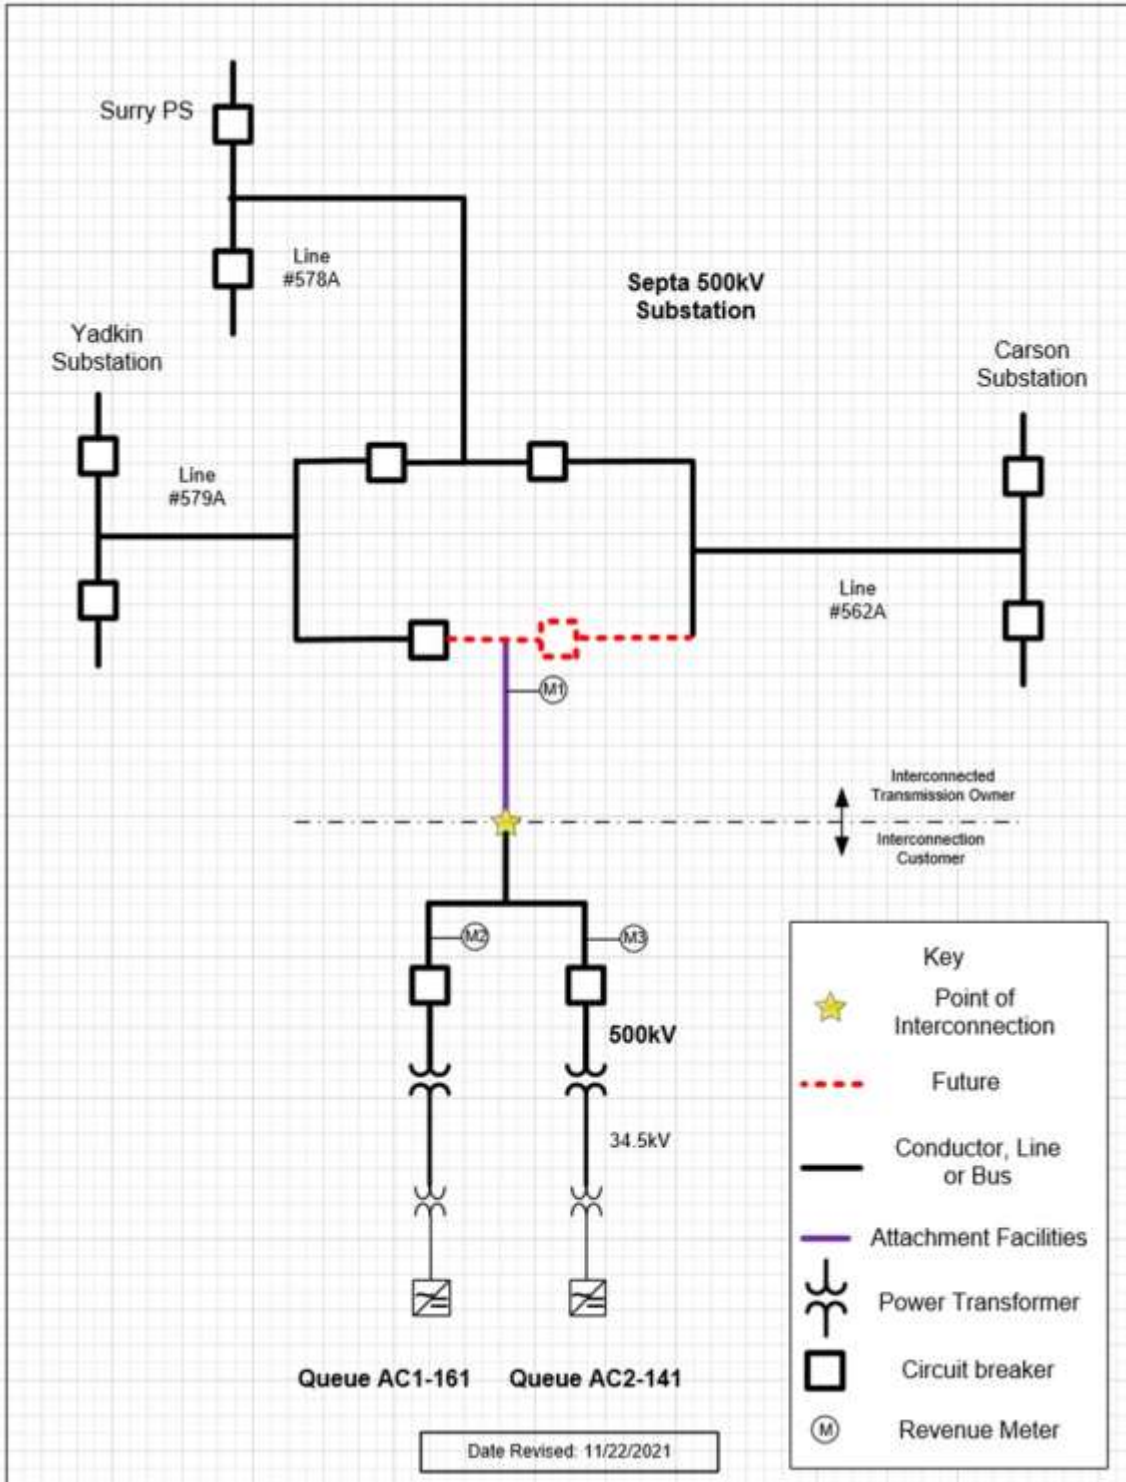 Surry PS
Line
#578A
Septa 500kV
Substation
Yadkin
Substation
Carson
Substation
Line
#579A
Line
#562A
M1
Interconnected
Transmission Owner
Interconnection
Customer
M2
M3
500kV
34.5kV
Queue AC1-161
Queue AC2-141
Date Revised: 11/22/2021
Key
Point of
Interconnection
Future
Conductor, Line
or Bus
Attachment Facilities
Power Transformer
Circuit breaker
M
Revenue Meter